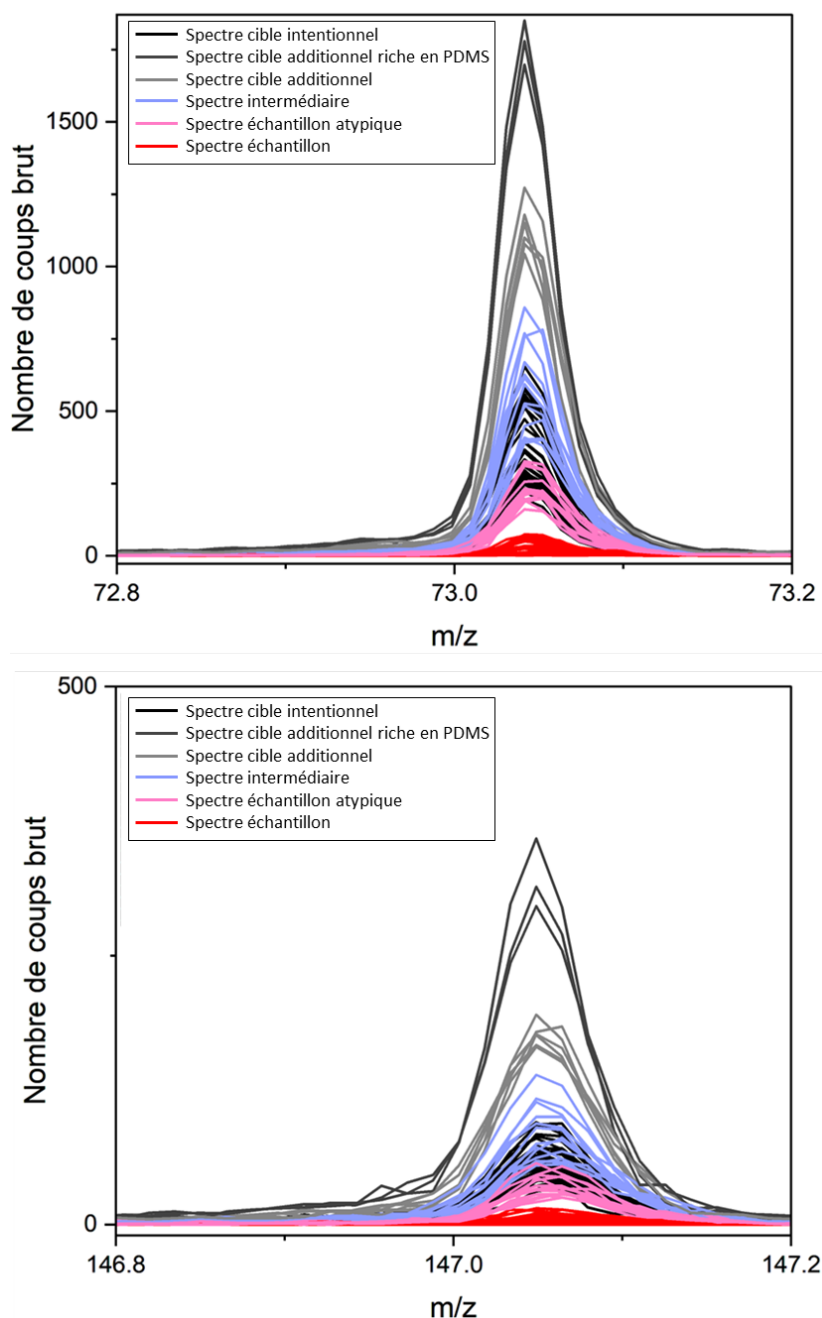 Spectre cible intentionnel
Spectre cible additionnel riche en PDMS
Spectre cible additionnel
Spectre intermédiaire
Spectre échantillon atypique
Spectre échantillon
Nombre de coups brut
1500
1000
500
0
72.8
73.0
73.2
m/z
500
Spectre cible intentionnel
Spectre cible additionnel riche en PDMS
Spectre cible additionnel
Spectre intermédiaire
Spectre échantillon atypique
Spectre échantillon
Nombre de coups brut
0
146.8
147.0
147.2
m/z